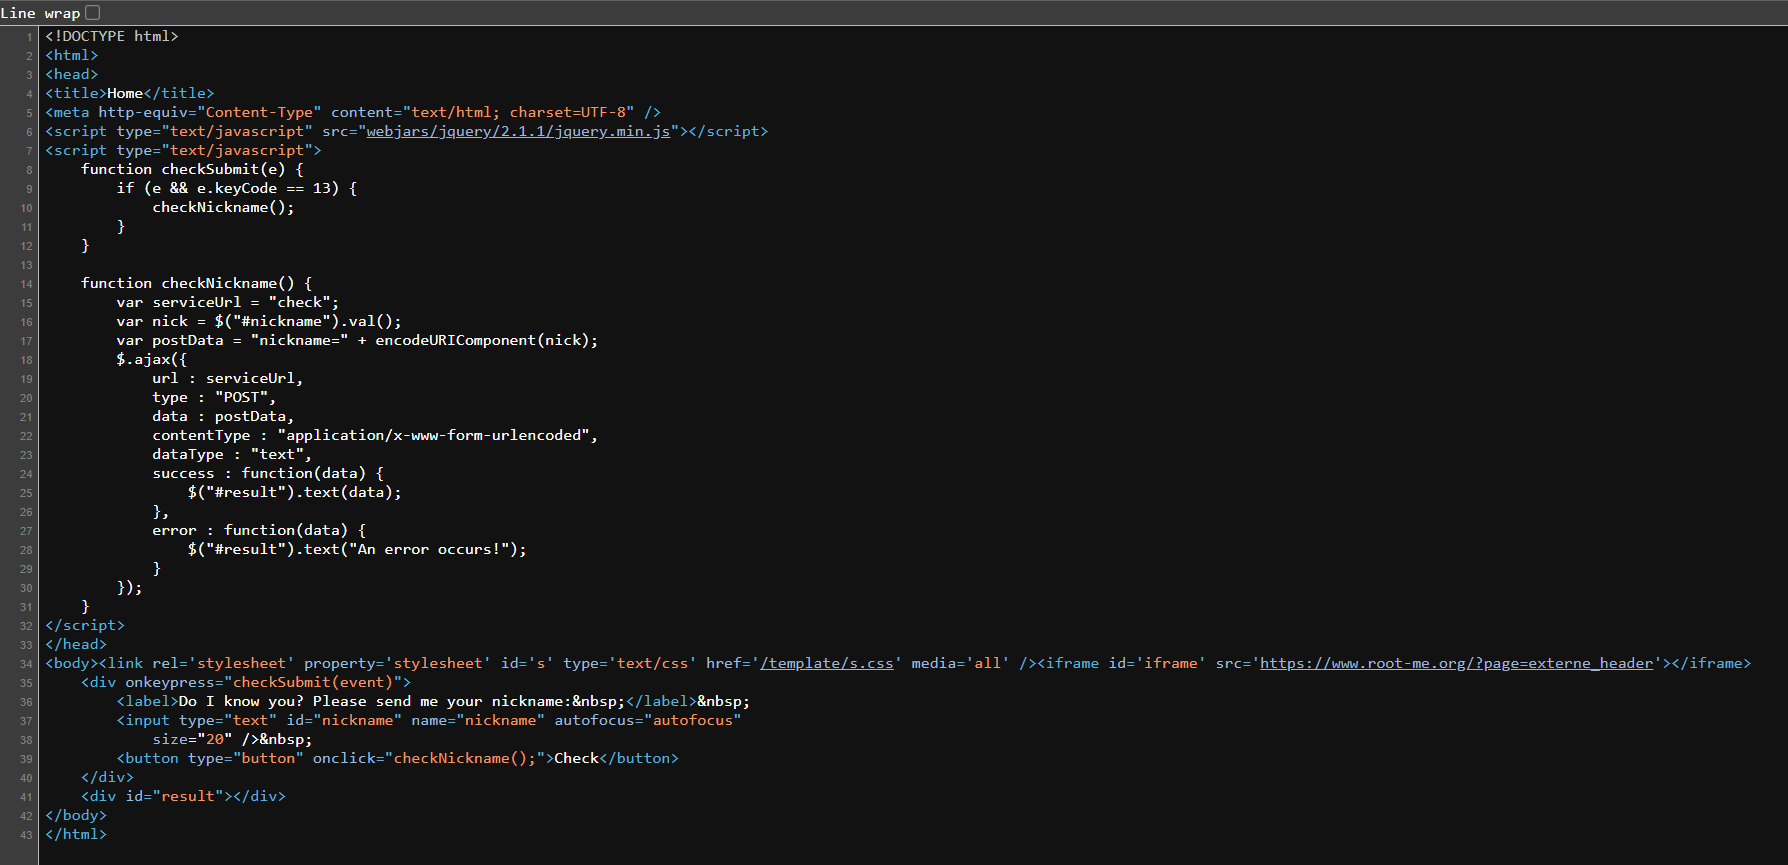 Line wrap
1 <!DOCTYPE html>
2 <html>
3 <head>
4 <title>Home</title>
5 <meta http-equiv="Content-Type" content="text/html; charset=UTF-8" />
6 <script type="text/javascript" src="webjars/jquery/2.1.1/jquery.min.js"></script>
7 <script type="text/javascript">
8     function checkSubmit(e) {
9         if (e && e.keyCode == 13) {
10             checkNickname();
11         }
12     }
13
14     function checkNickname() {
15         var serviceUrl = "check";
16         var nick = $("#nickname").val();
17         var postData = "nickname=" + encodeURIComponent(nick);
18         $.ajax({
19             url : serviceUrl,
20             type : "POST",
21             data : postData,
22             contentType : "application/x-www-form-urlencoded",
23             dataType : "text",
24             success : function(data) {
25                 $("#result").text(data);
26             },
27             error : function(data) {
28                 $("#result").text("An error occurs!");
29             }
30         });
31     }
32 </script>
33 </head>
34 <body><link rel='stylesheet' property='stylesheet' id='s' type='text/css' href='/template/s.css' media='all' /><iframe id='iframe' src='https://www.root-me.org/?page=externe_header'></iframe>
35     <div onkeypress="checkSubmit(event)">
36         <label>Do I know you? Please send me your nickname:&nbsp;</label>&nbsp;
37         <input type="text" id="nickname" name="nickname" autofocus="autofocus"
38             size="20" />&nbsp;
39         <button type="button" onclick="checkNickname();">Check</button>
40     </div>
41     <div id="result"></div>
42 </body>
43 </html>